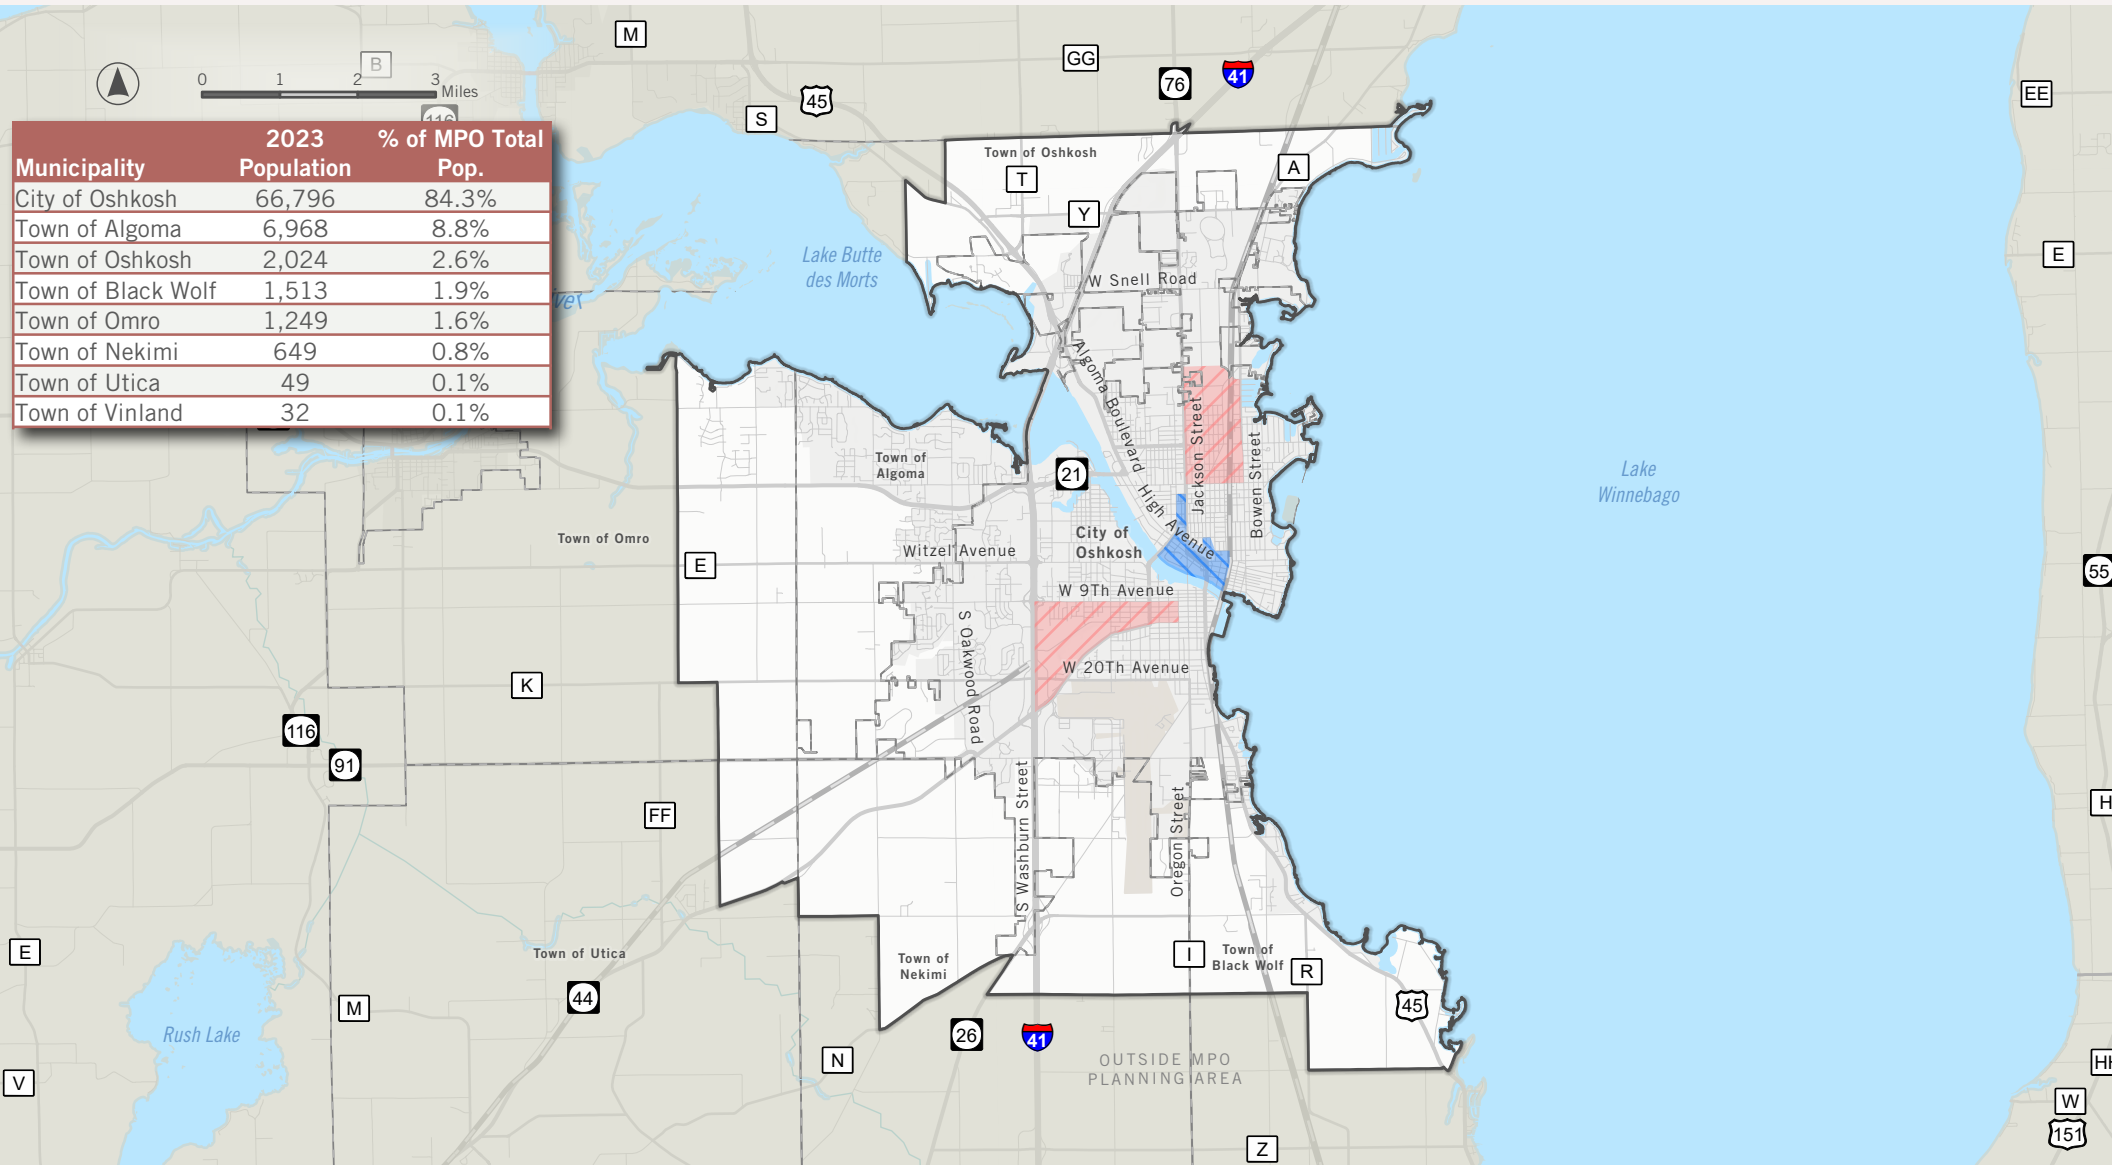 M
GG
B
76
41
0 1 2 3
Miles
45
EE
116
S
2023 % of MPO Total
Municipality Population Pop.
City of Oshkosh 66,796 84.3%
Town of Algoma 6,968 8.8%
Town of Oshkosh 2,024 2.6%
Town of Black Wolf 1,513 1.9%
Town of Omro 1,249 1.6%
Town of Nekimi 649 0.8%
Town of Utica 49 0.1%
Town of Vinland 32 0.1%
Town of Oshkosh
T
A
Y
Lake Butte
des Morts
E
W Snell Road
Algoma Boulevard
Jackson Street
Bowen Street
Town of
Algoma
21
High Avenue
Lake
Winnebago
City of
Oshkosh
Town of Omro
Witzel Avenue
E
55
W 9Th Avenue
S Oakwood Road
W 20Th Avenue
K
116
91
S Washburn Street
Oregon Street
FF
H
E
Town of Utica
Town of
Nekimi
I
Town of
Black Wolf
R
44
M
45
Rush Lake
26
41
N
OUTSIDE MPO
PLANNING AREA
V
W
151
Z